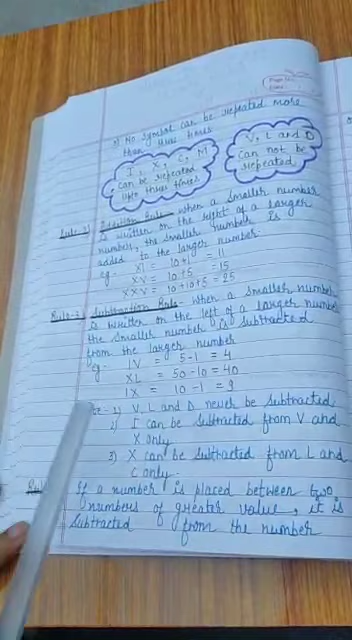 2) No symbol can be repeated more
than three times
I, X, C, M
can be repeated
upto three times
V, L and D
can not be
repeated
Rule-2) Addition Rule - when a smaller number
is written on the right of a larger
number, the smaller number is
added to the larger number.
eg - XI = 10+1 = 11
XV = 10+5 = 15
XXV = 10+10+5 = 25
Rule-3 Subtraction Rule - When a smaller number
is written on the left of a larger number
the smaller number is subtracted
from the larger number
eg. IV = 5-1 = 4
XL = 50-10 = 40
IX = 10-1 = 9
1) V, L and D never be subtracted.
2) I can be subtracted from V and
X only
3) X can be subtracted from L and
C only.
If a number is placed between two
numbers of greater value, it is
subtracted from the number